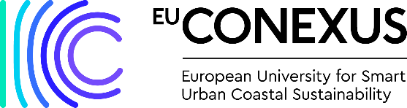 EU CONEXUS
European University for Smart
Urban Coastal Sustainability